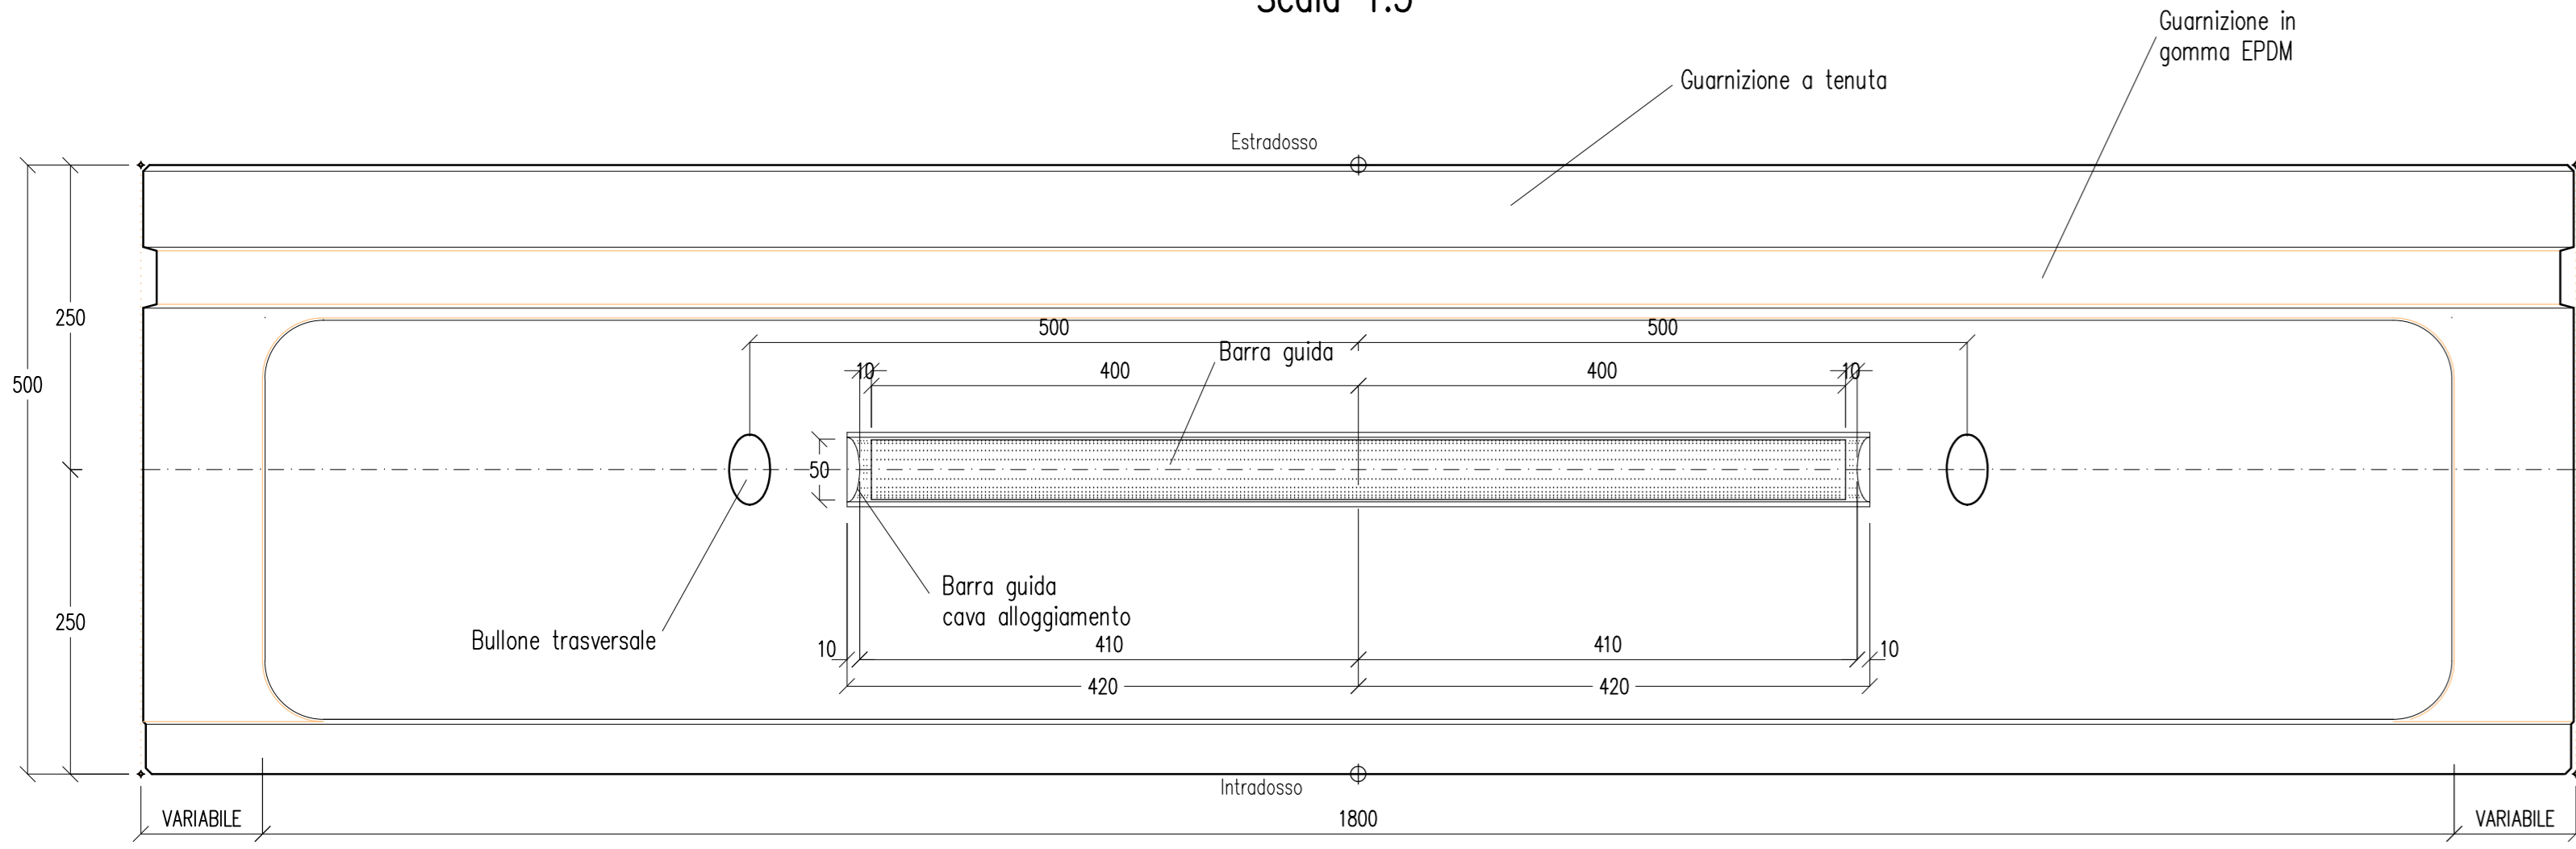 Guarnizione in
gomma EPDM
Guarnizione a tenuta
Estradosso
250
500
500
500
Barra guida
10
400
400
10
50
Barra guida
cava alloggiamento
250
Bullone trasversale
10
410
410
10
420
420
Intradosso
VARIABILE
1800
VARIABILE